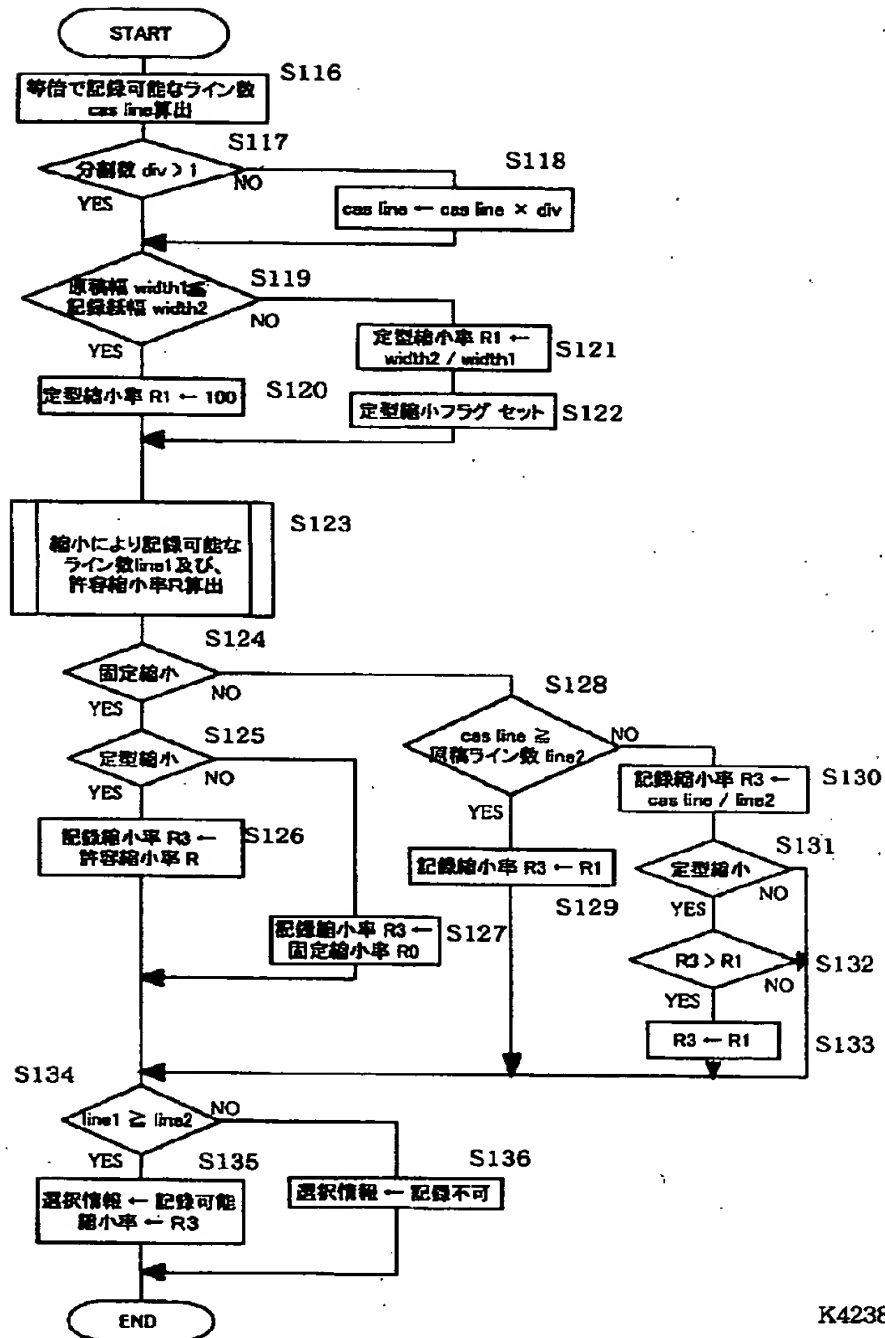 START
S116
等倍で記録可能なライン数
cas line算出
S117
分割数 div > 1
NO
YES
S118
cas line ← cas line × div
S119
原稿幅 width1≦
記録紙幅 width2
NO
YES
定型縮小率 R1 ←
width2 / width1
S121
定型縮小率 R1 ← 100
S120
定型縮小フラグ セット
S122
S123
縮小により記録可能な
ライン数line1及び、
許容縮小率R算出
S124
固定縮小
NO
YES
S125
定型縮小
NO
YES
記録縮小率 R3 ←
許容縮小率 R
S126
記録縮小率 R3 ←
固定縮小率 R0
S127
S128
cas line ≧
原稿ライン数 line2
NO
YES
記録縮小率 R3 ← R1
S129
記録縮小率 R3 ←
cas line / line2
S130
S131
定型縮小
YES
NO
R3 > R1
S132
NO
YES
R3 ← R1
S133
S134
line1 ≧ line2
NO
YES
S135
選択情報 ← 記録可能
縮小率 ← R3
S136
選択情報 ← 記録不可
END
K4238